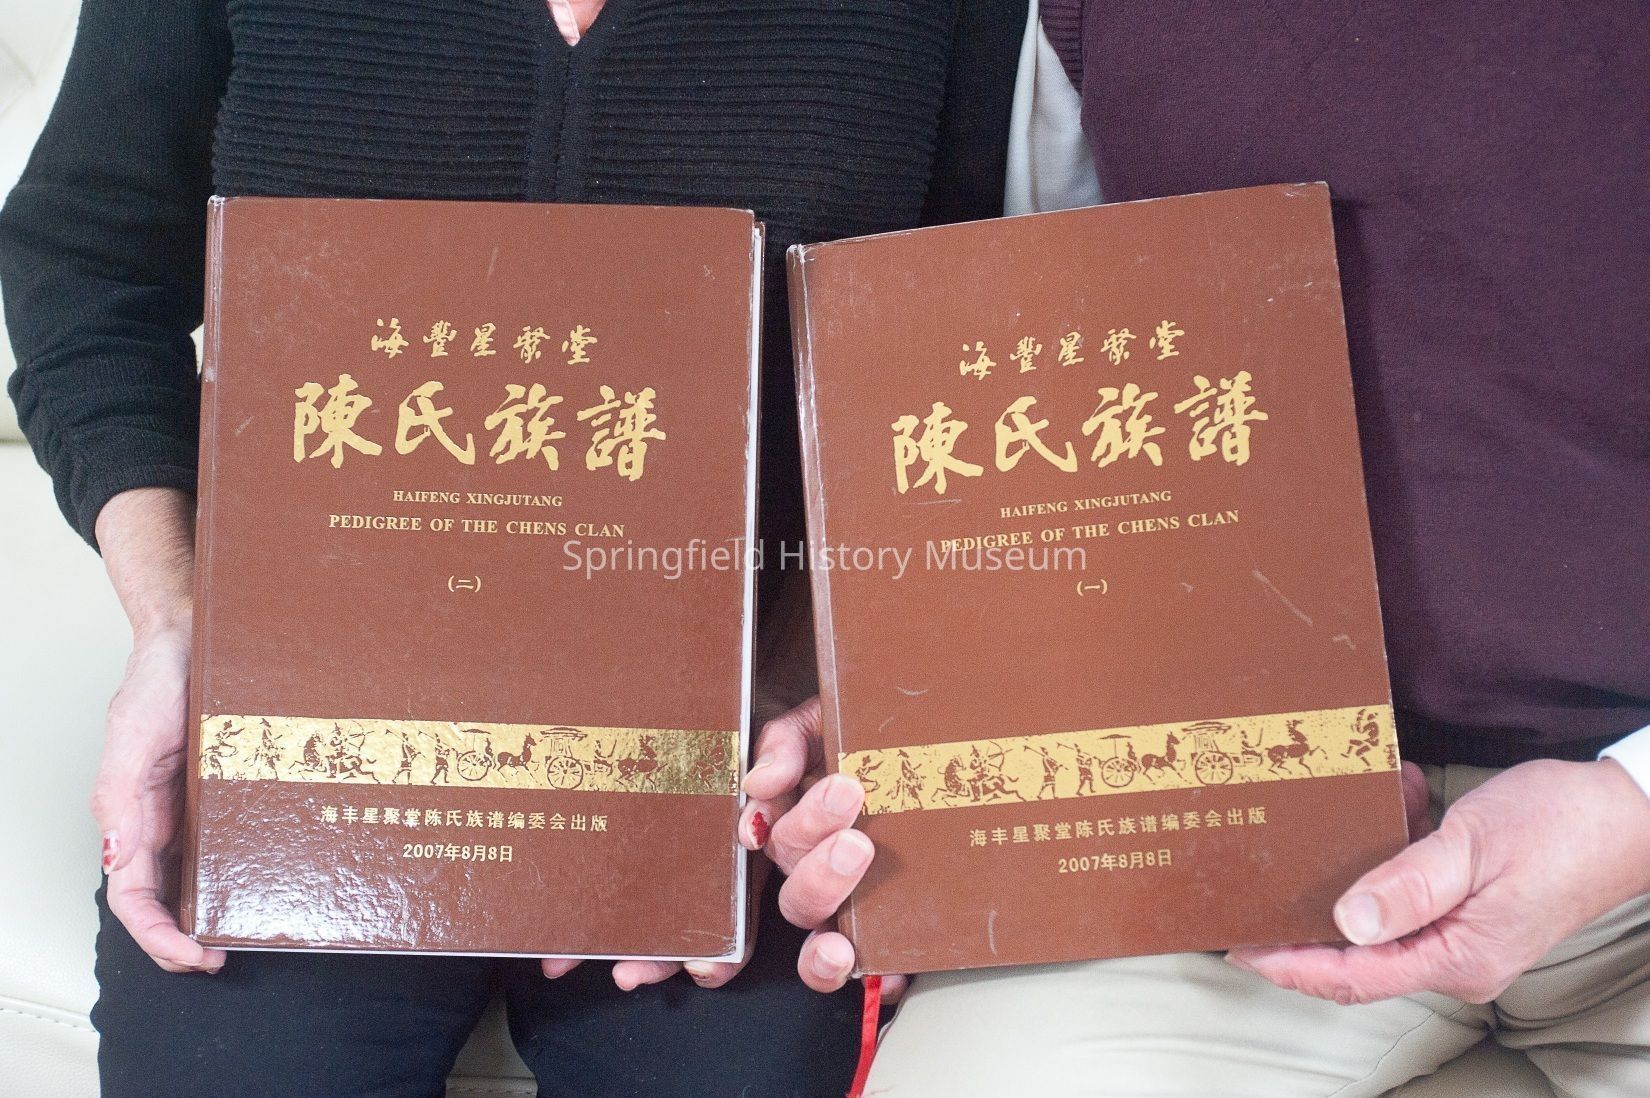 海豐星聚堂
陳氏族譜
HAIFENG XINGJUTANG
PEDIGREE OF THE CHENS CLAN
(二)
海丰星聚堂陈氏族谱编委会出版
2007年8月8日
海豐星聚堂
陳氏族譜
HAIFENG XINGJUTANG
PEDIGREE OF THE CHENS CLAN
(一)
海丰星聚堂陈氏族谱编委会出版
2007年8月8日
Springfield History Museum